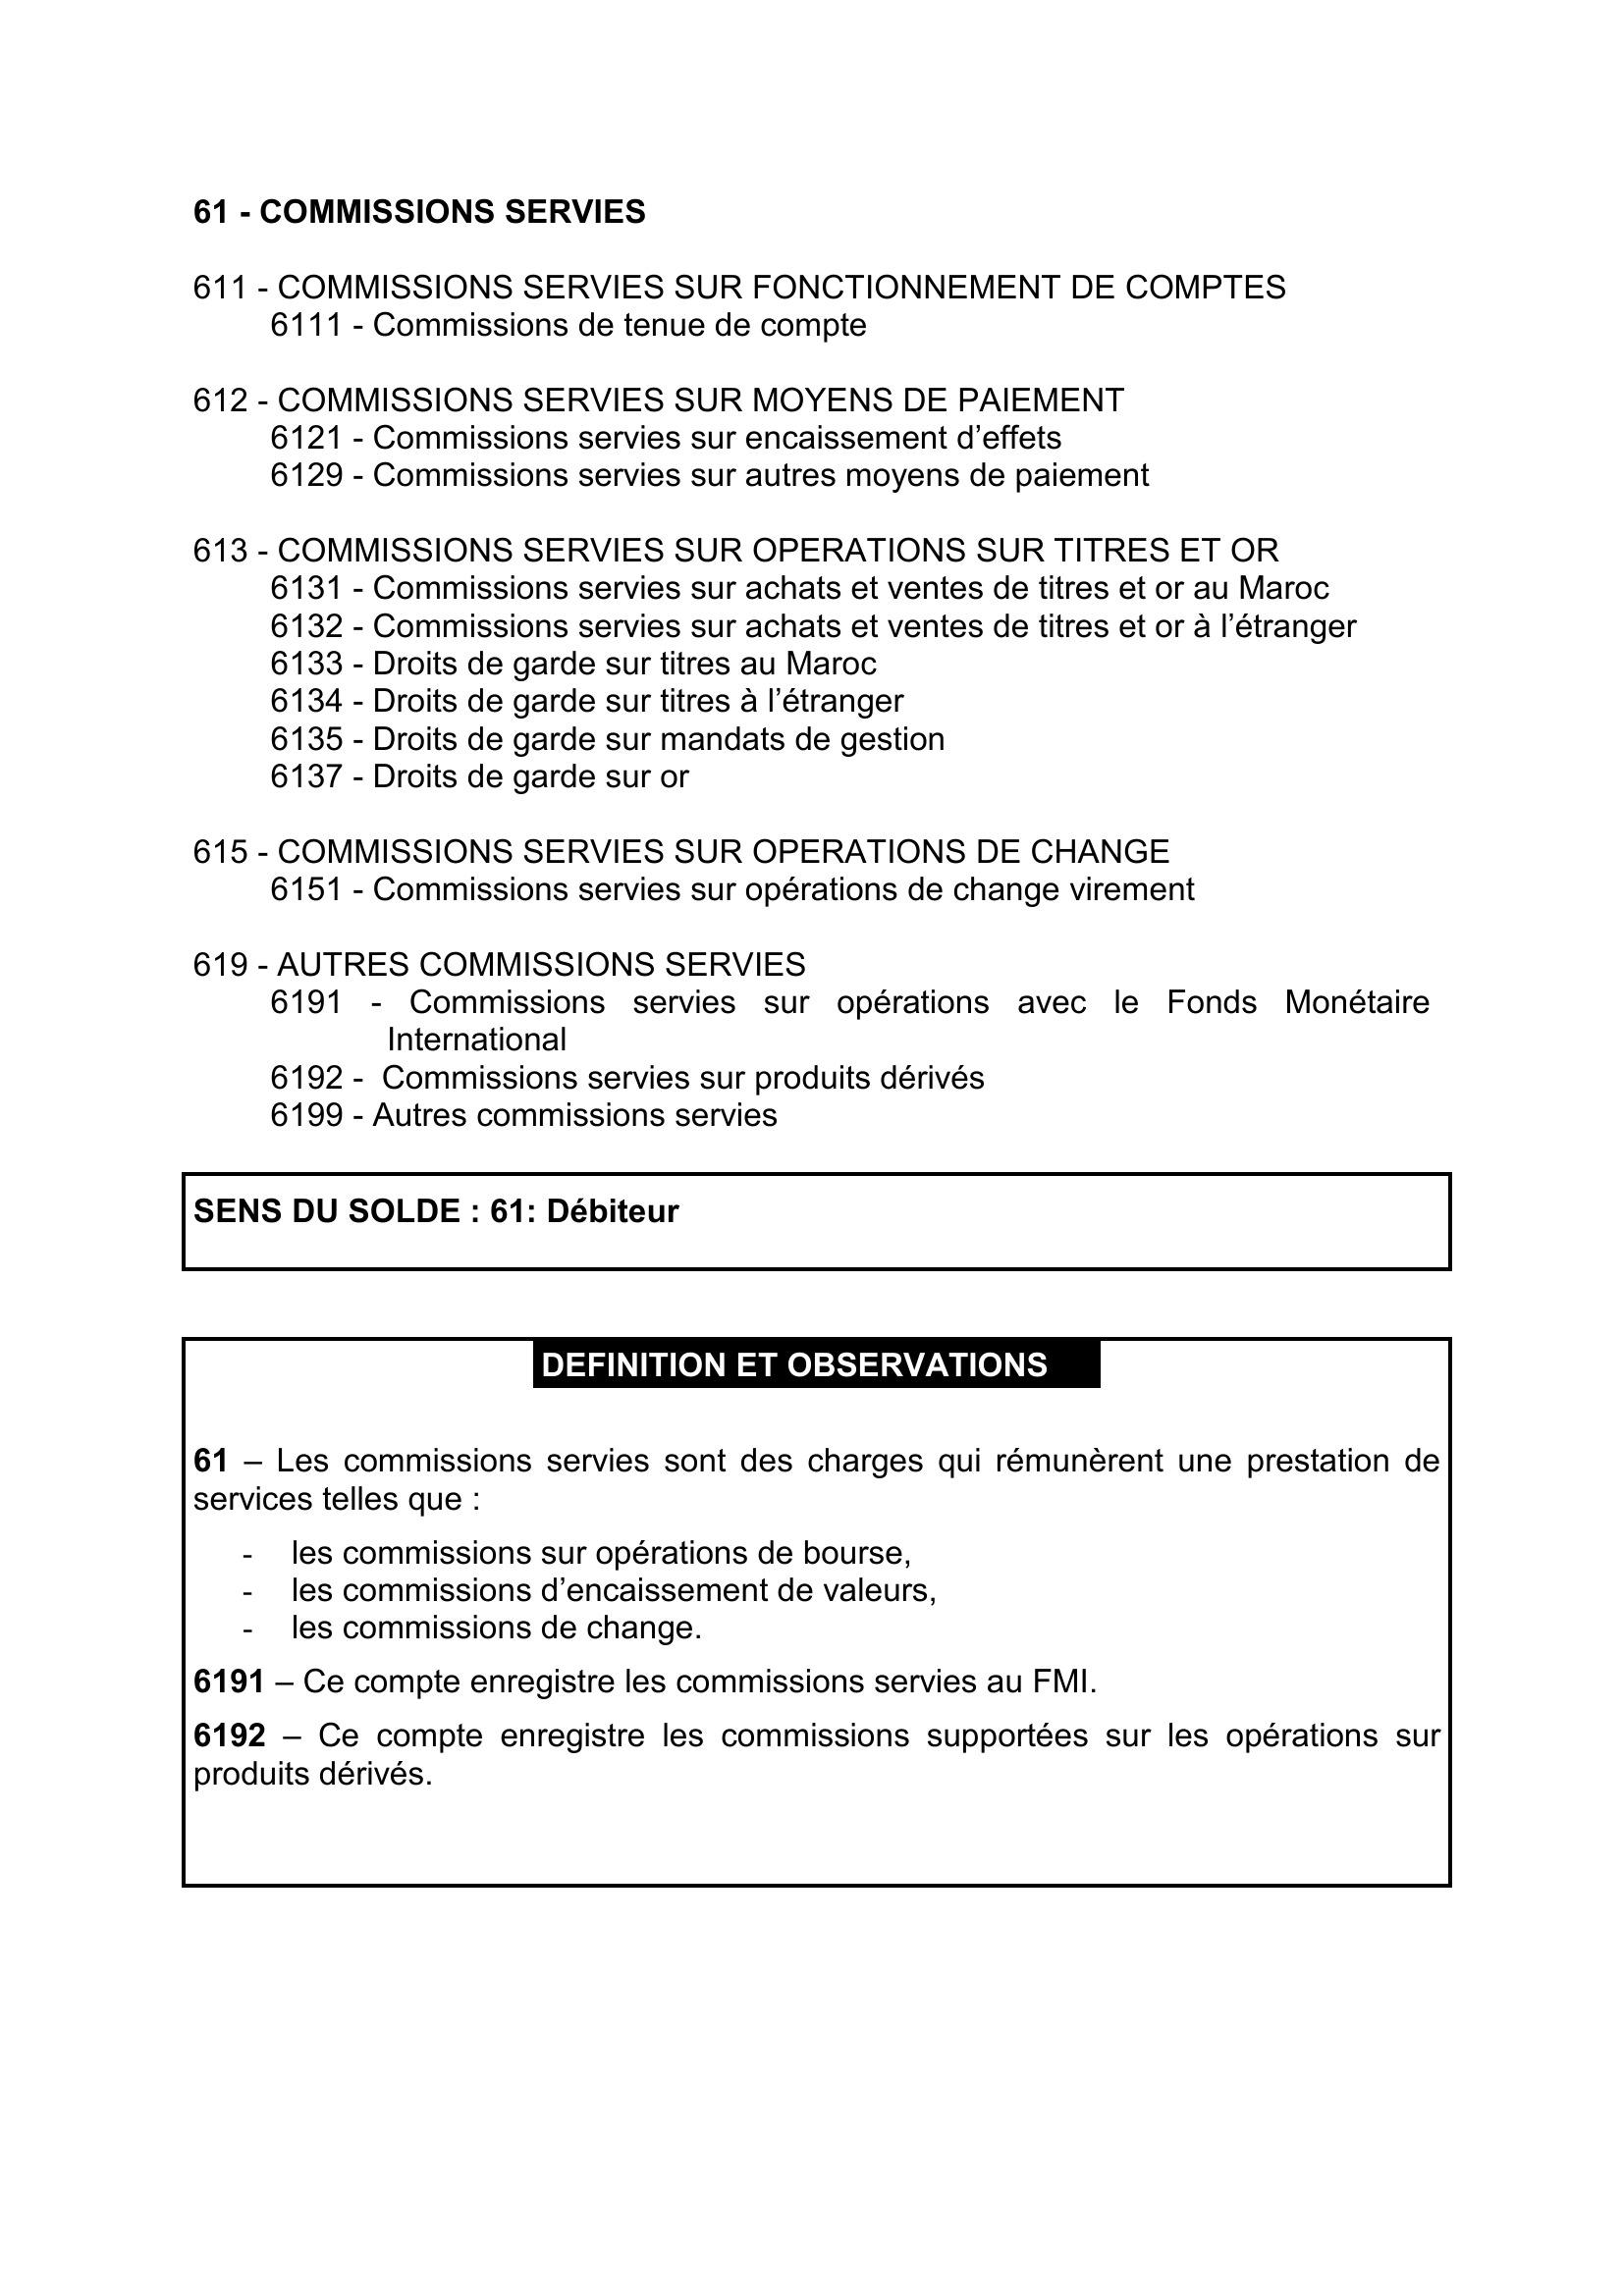 61 - COMMISSIONS SERVIES
611 - COMMISSIONS SERVIES SUR FONCTIONNEMENT DE COMPTES
6111 - Commissions de tenue de compte
612 - COMMISSIONS SERVIES SUR MOYENS DE PAIEMENT
6121 - Commissions servies sur encaissement d’effets
6129 - Commissions servies sur autres moyens de paiement
613 - COMMISSIONS SERVIES SUR OPERATIONS SUR TITRES ET OR
6131 - Commissions servies sur achats et ventes de titres et or au Maroc
6132 - Commissions servies sur achats et ventes de titres et or à l’étranger
6133 - Droits de garde sur titres au Maroc
6134 - Droits de garde sur titres à l’étranger
6135 - Droits de garde sur mandats de gestion
6137 - Droits de garde sur or
615 - COMMISSIONS SERVIES SUR OPERATIONS DE CHANGE
6151 - Commissions servies sur opérations de change virement
619 - AUTRES COMMISSIONS SERVIES
6191 - Commissions servies sur opérations avec le Fonds Monétaire
International
6192 - Commissions servies sur produits dérivés
6199 - Autres commissions servies
SENS DU SOLDE : 61: Débiteur
DEFINITION ET OBSERVATIONS
61 – Les commissions servies sont des charges qui rémunèrent une prestation de
services telles que :
- les commissions sur opérations de bourse,
- les commissions d’encaissement de valeurs,
- les commissions de change.
6191 – Ce compte enregistre les commissions servies au FMI.
6192 – Ce compte enregistre les commissions supportées sur les opérations sur
produits dérivés.